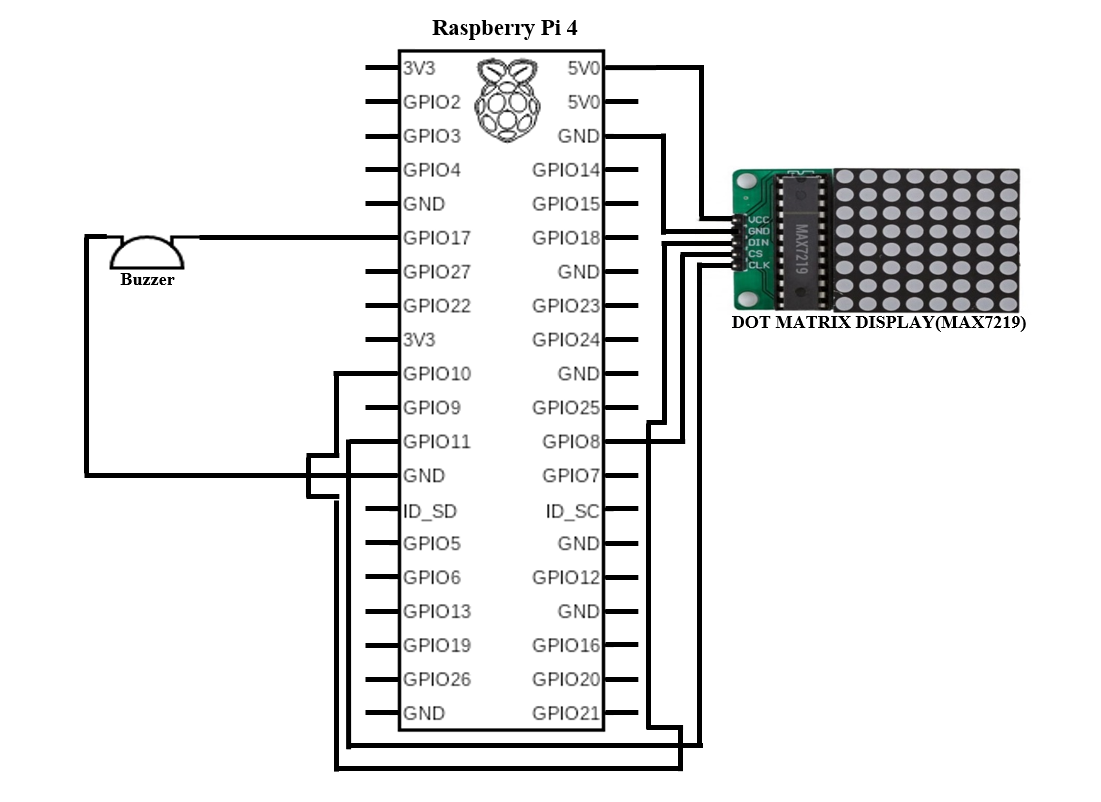 Raspberry Pi 4
3V3 5V0
GPIO2 5V0
GPIO3 GND
GPIO4 GPIO14
GND GPIO15
GPIO17 GPIO18
GPIO27 GND
GPIO22 GPIO23
3V3 GPIO24
GPIO10 GND
GPIO9 GPIO25
GPIO11 GPIO8
GND GPIO7
ID_SD ID_SC
GPIO5 GND
GPIO6 GPIO12
GPIO13 GND
GPIO19 GPIO16
GPIO26 GPIO20
GND GPIO21
Buzzer
VCC
GND
DIN
CS
CLK
MAX7219
DOT MATRIX DISPLAY(MAX7219)